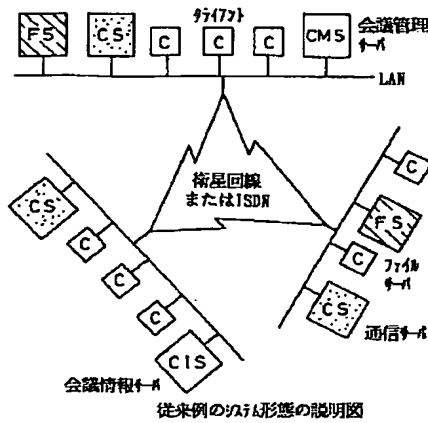 クライアント
会議管理
サーバ
FS
CS
C
C
C
CMS
LAN
衛星回線
またはISDN
C
FS
C
ファイル
サーバ
CS
通信サーバ
CS
C
C
C
CIS
会議情報サーバ
従来例のシステム形態の説明図